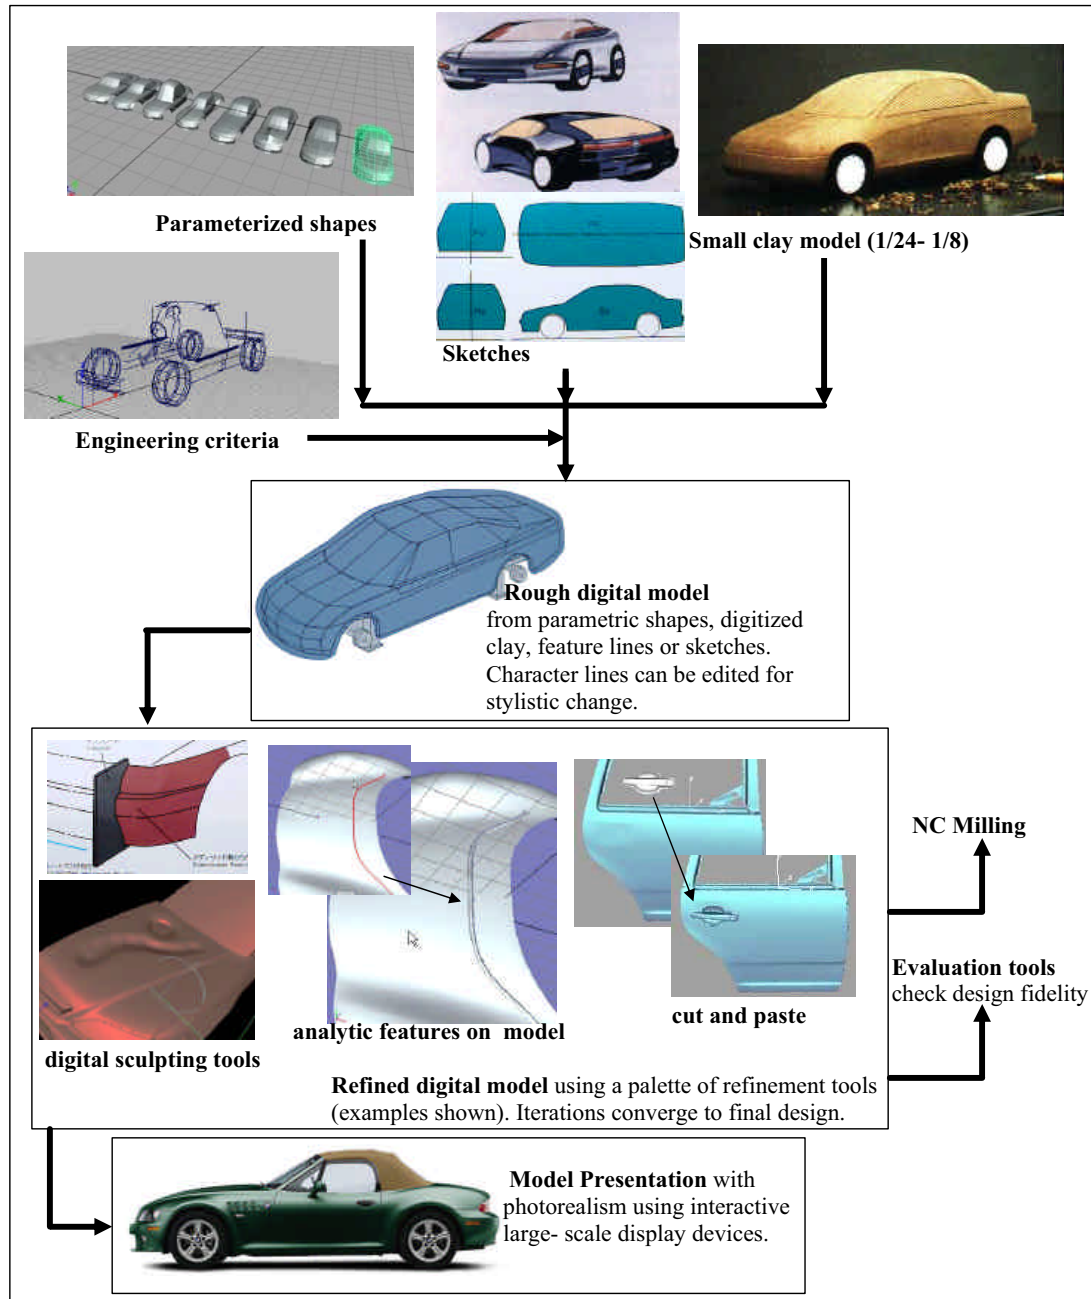 Parameterized shapes
Small clay model (1/24- 1/8)
Sketches
Engineering criteria
Rough digital model
from parametric shapes, digitized
clay, feature lines or sketches.
Character lines can be edited for
stylistic change.
NC Milling
Evaluation tools
check design fidelity
analytic features on  model
cut and paste
digital sculpting tools
Refined digital model using a palette of refinement tools
(examples shown). Iterations converge to final design.
Model Presentation with
photorealism using interactive
large- scale display devices.